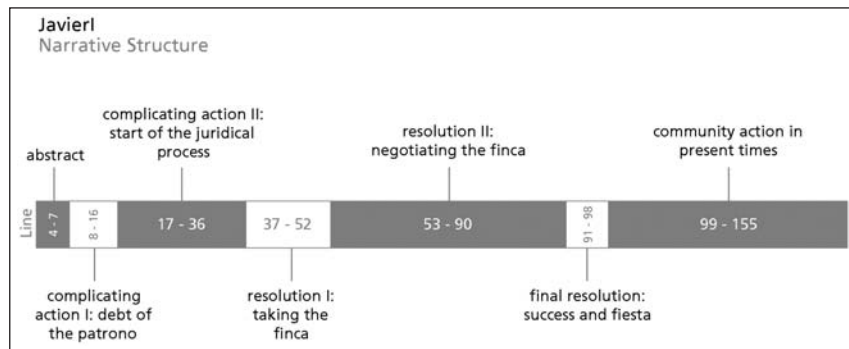 JavierI
Narrative Structure
complicating action II:
start of the juridical
process
abstract
resolution II:
negotiating the finca
community action in
present times
Line
4 - 7
8 - 16
17 - 36
37 - 52
53 - 90
91 - 98
99 - 155
complicating
action I: debt of
the patrono
resolution I:
taking the
finca
final resolution:
success and fiesta